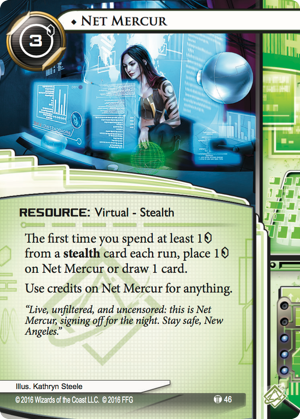 3
⬥ Net Mercur
RESOURCE: Virtual - Stealth
The first time you spend at least 1
from a stealth card each run, place 1
on Net Mercur or draw 1 card.
Use credits on Net Mercur for anything.
“Live, unfiltered, and uncensored: this is Net
Mercur, signing off for the night. Stay safe, New
Angeles.”
Illus. Kathryn Steele
© 2016 Wizards of the Coast LLC. © 2016 FFG
46